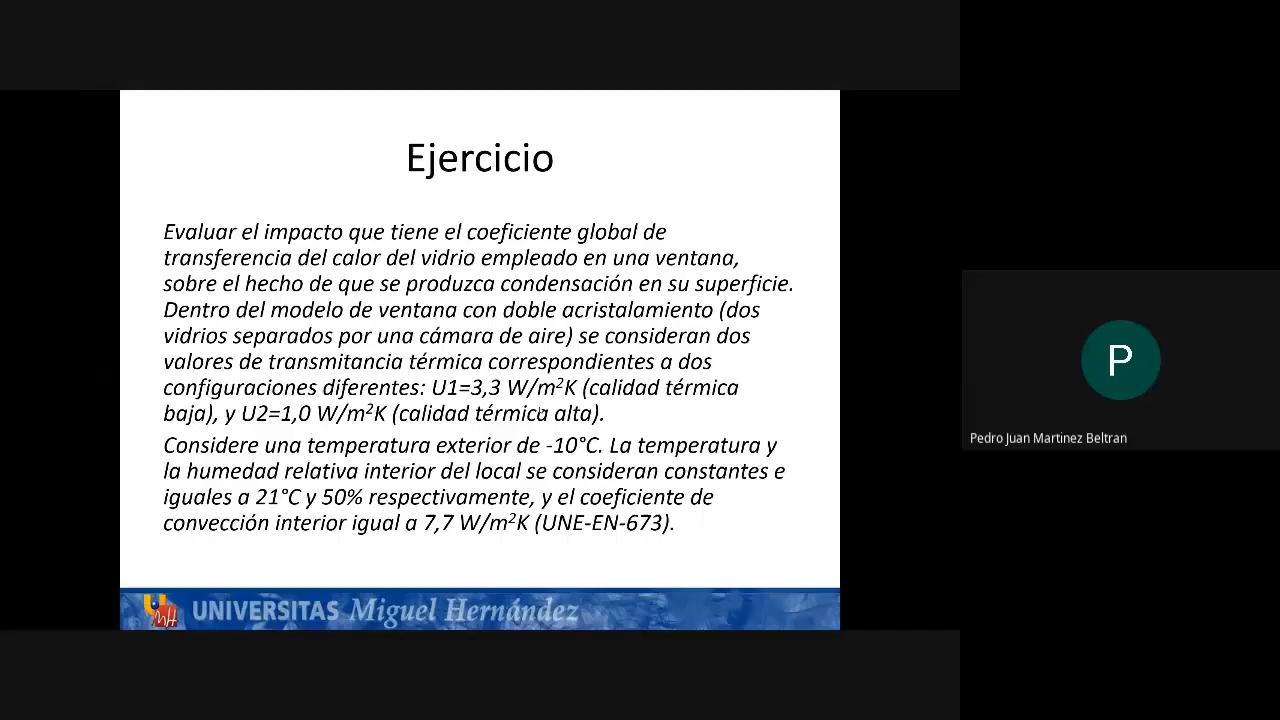 Ejercicio
Evaluar el impacto que tiene el coeficiente global de
transferencia del calor del vidrio empleado en una ventana,
sobre el hecho de que se produzca condensación en su superficie.
Dentro del modelo de ventana con doble acristalamiento (dos
vidrios separados por una cámara de aire) se consideran dos
valores de transmitancia térmica correspondientes a dos
configuraciones diferentes: U1=3,3 W/m²K (calidad térmica
baja), y U2=1,0 W/m²K (calidad térmica alta).
Considere una temperatura exterior de -10°C. La temperatura y
la humedad relativa interior del local se consideran constantes e
iguales a 21°C y 50% respectivamente, y el coeficiente de
convección interior igual a 7,7 W/m²K (UNE-EN-673).
UNIVERSITAS Miguel Hernández
P
Pedro Juan Martinez Beltran